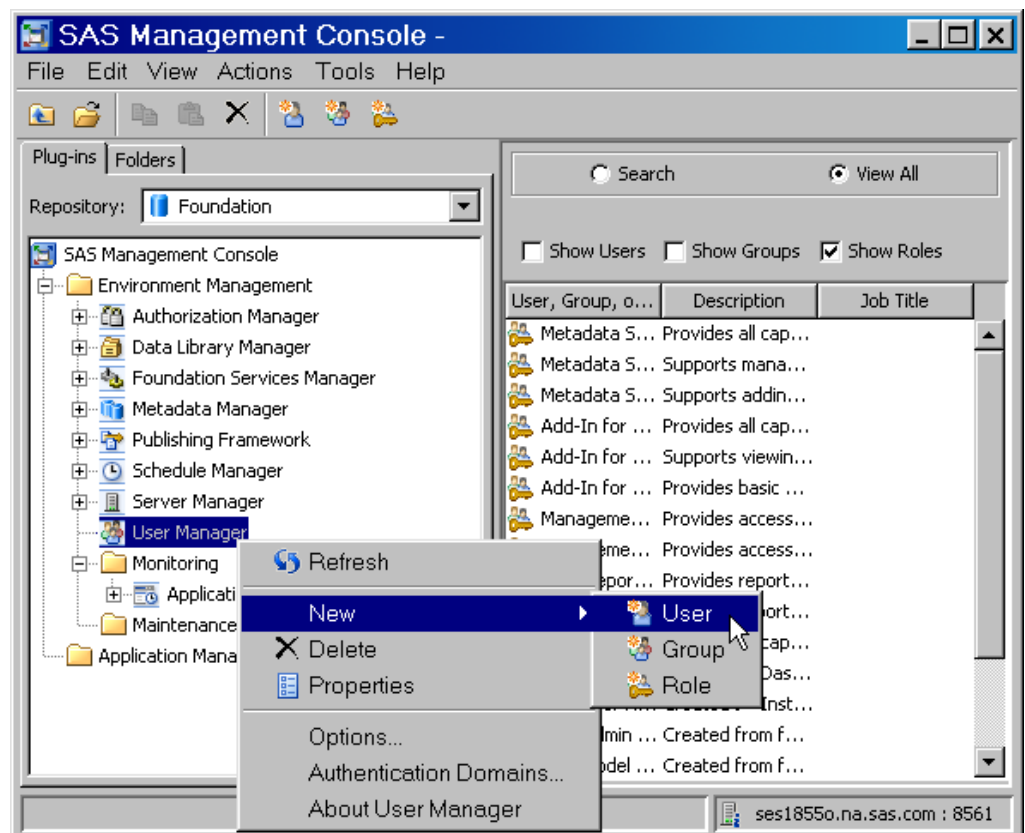 SAS Management Console -
File Edit View Actions Tools Help
Plug-ins Folders
Repository: Foundation
SAS Management Console
Environment Management
Authorization Manager
Data Library Manager
Foundation Services Manager
Metadata Manager
Publishing Framework
Schedule Manager
Server Manager
User Manager
Monitoring
Applicati
Maintenance
Application Mana
Refresh
New
Delete
Properties
Options...
Authentication Domains...
About User Manager
User
Group
Role
Search View All
Show Users Show Groups Show Roles
User, Group, o... Description Job Title
Metadata S... Provides all cap...
Metadata S... Supports mana...
Metadata S... Supports addin...
Add-In for ... Provides all cap...
Add-In for ... Supports viewin...
Add-In for ... Provides basic ...
Manageme... Provides access...
eme... Provides access...
epor... Provides report...
ort...
cap...
Das...
Inst...
min ... Created from f...
del ... Created from f...
ses1855o.na.sas.com : 8561